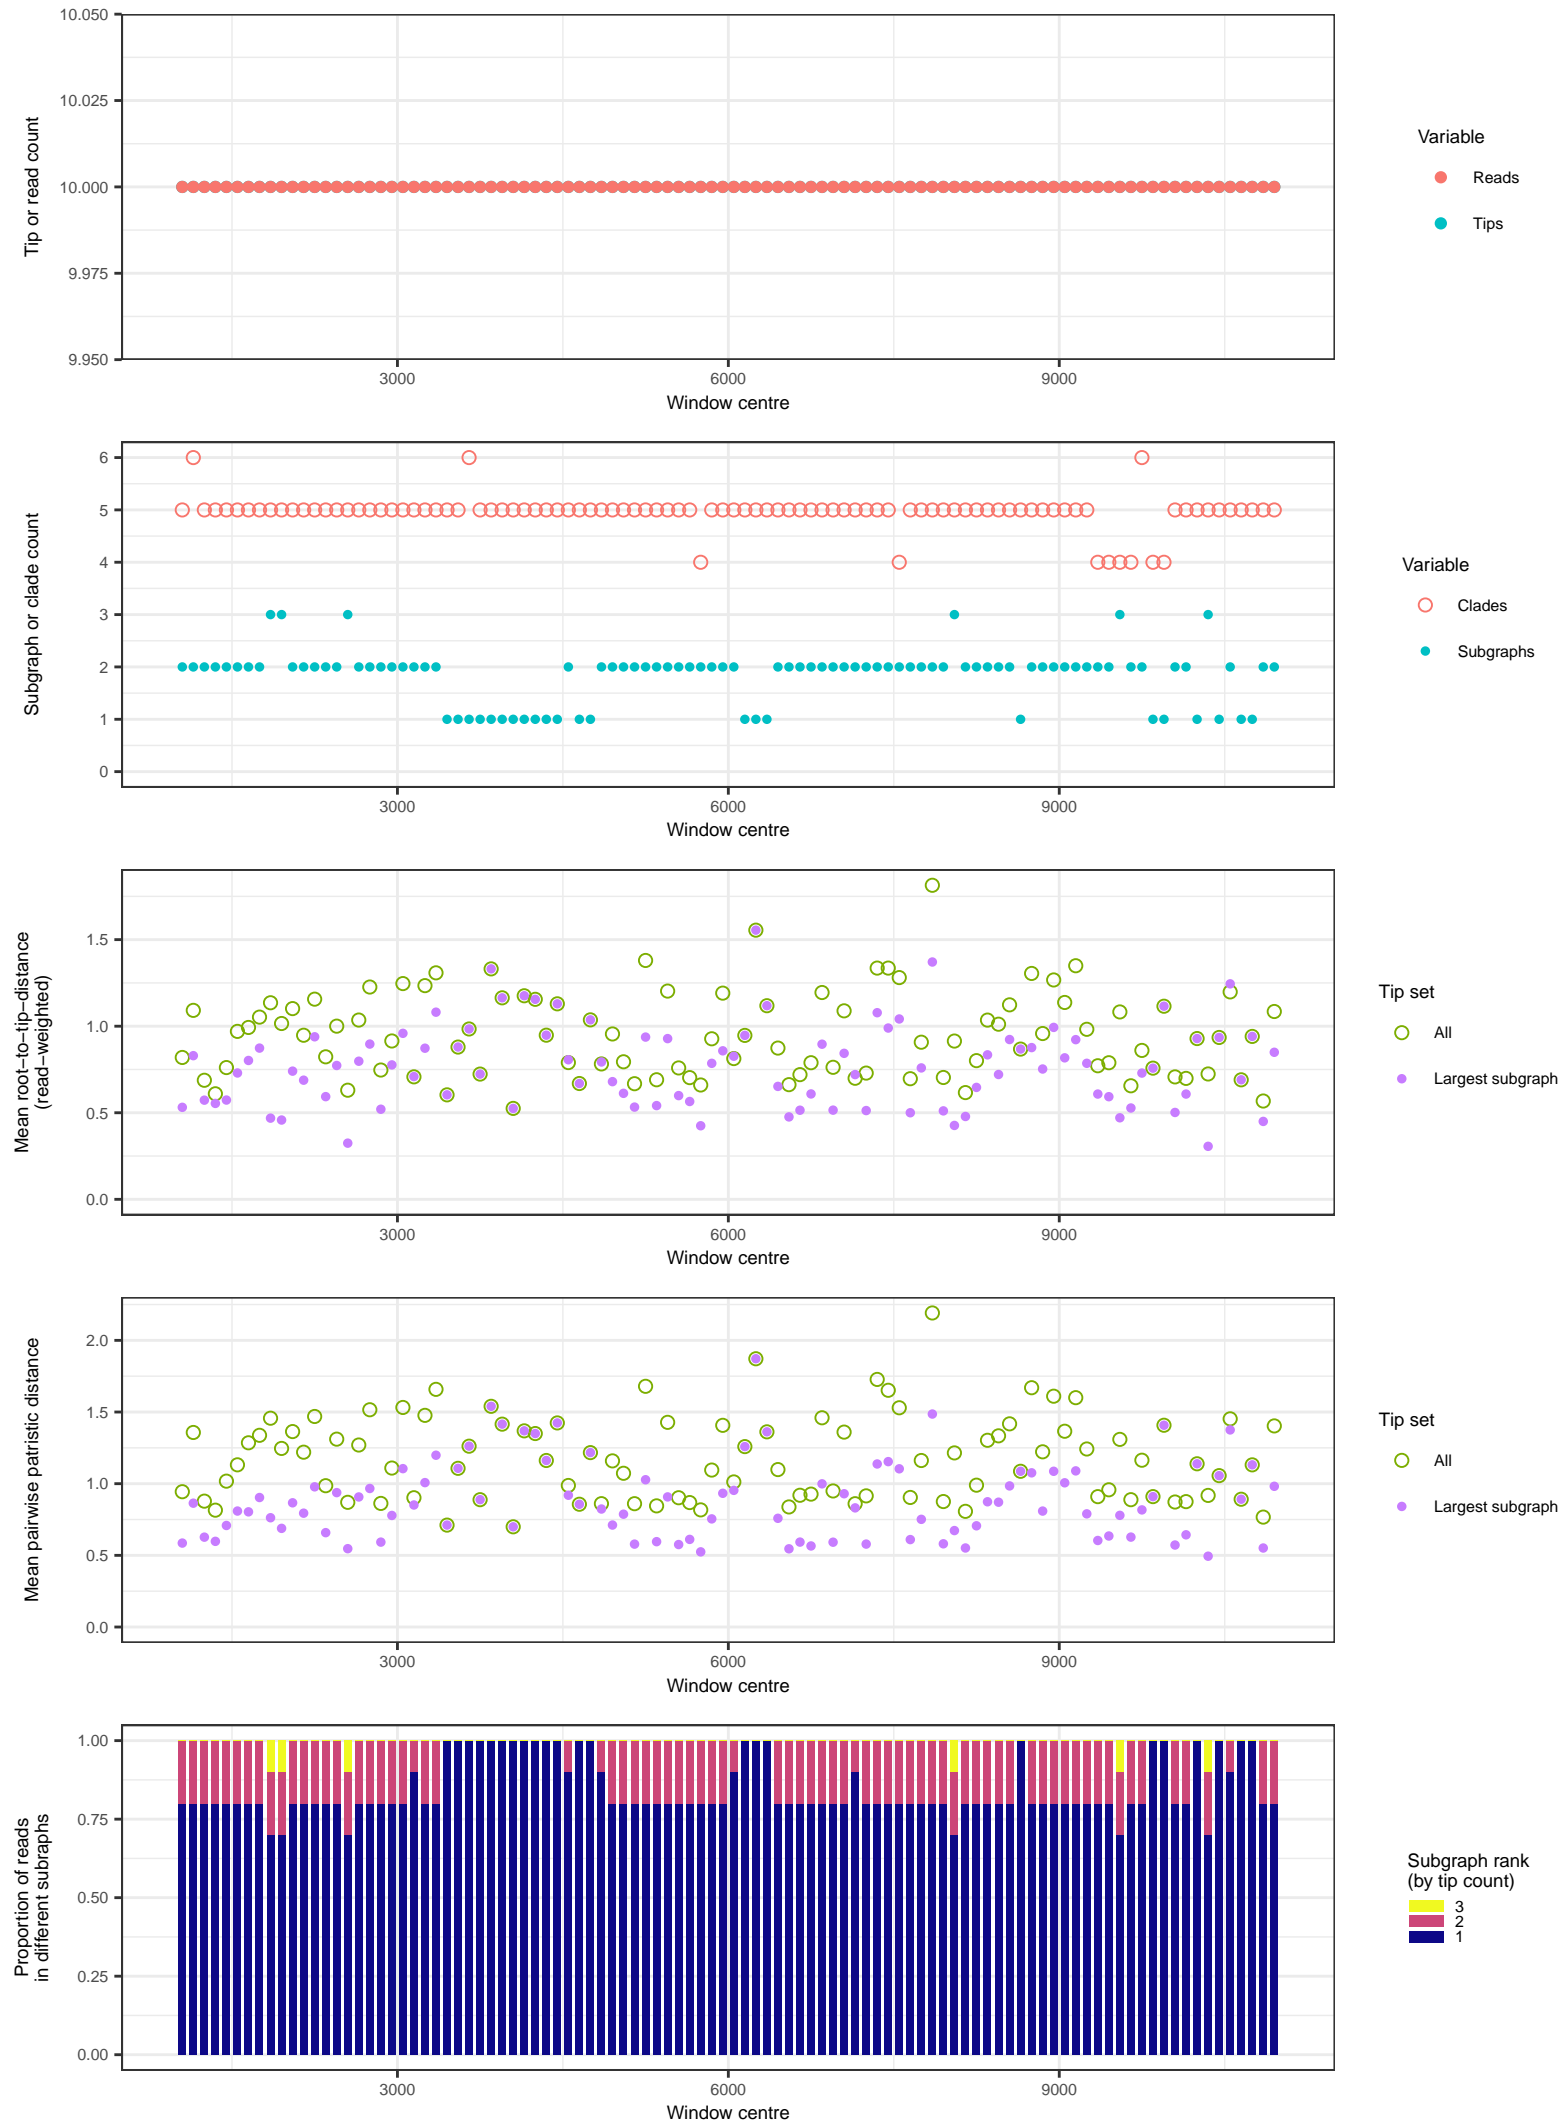 10.050
10.025
10.000
9.975
9.950
Tip or read count
3000 6000 9000
Window centre
Variable
Reads
Tips
6
5
4
3
2
1
0
Subgraph or clade count
3000 6000 9000
Window centre
Variable
Clades
Subgraphs
1.5
1.0
0.5
0.0
Mean root−to−tip−distance
(read−weighted)
3000 6000 9000
Window centre
Tip set
All
Largest subgraph
2.0
1.5
1.0
0.5
0.0
Mean pairwise patristic distance
3000 6000 9000
Window centre
Tip set
All
Largest subgraph
1.00
0.75
0.50
0.25
0.00
Proportion of reads
in different subraphs
3000 6000 9000
Window centre
Subgraph rank
(by tip count)
3
2
1